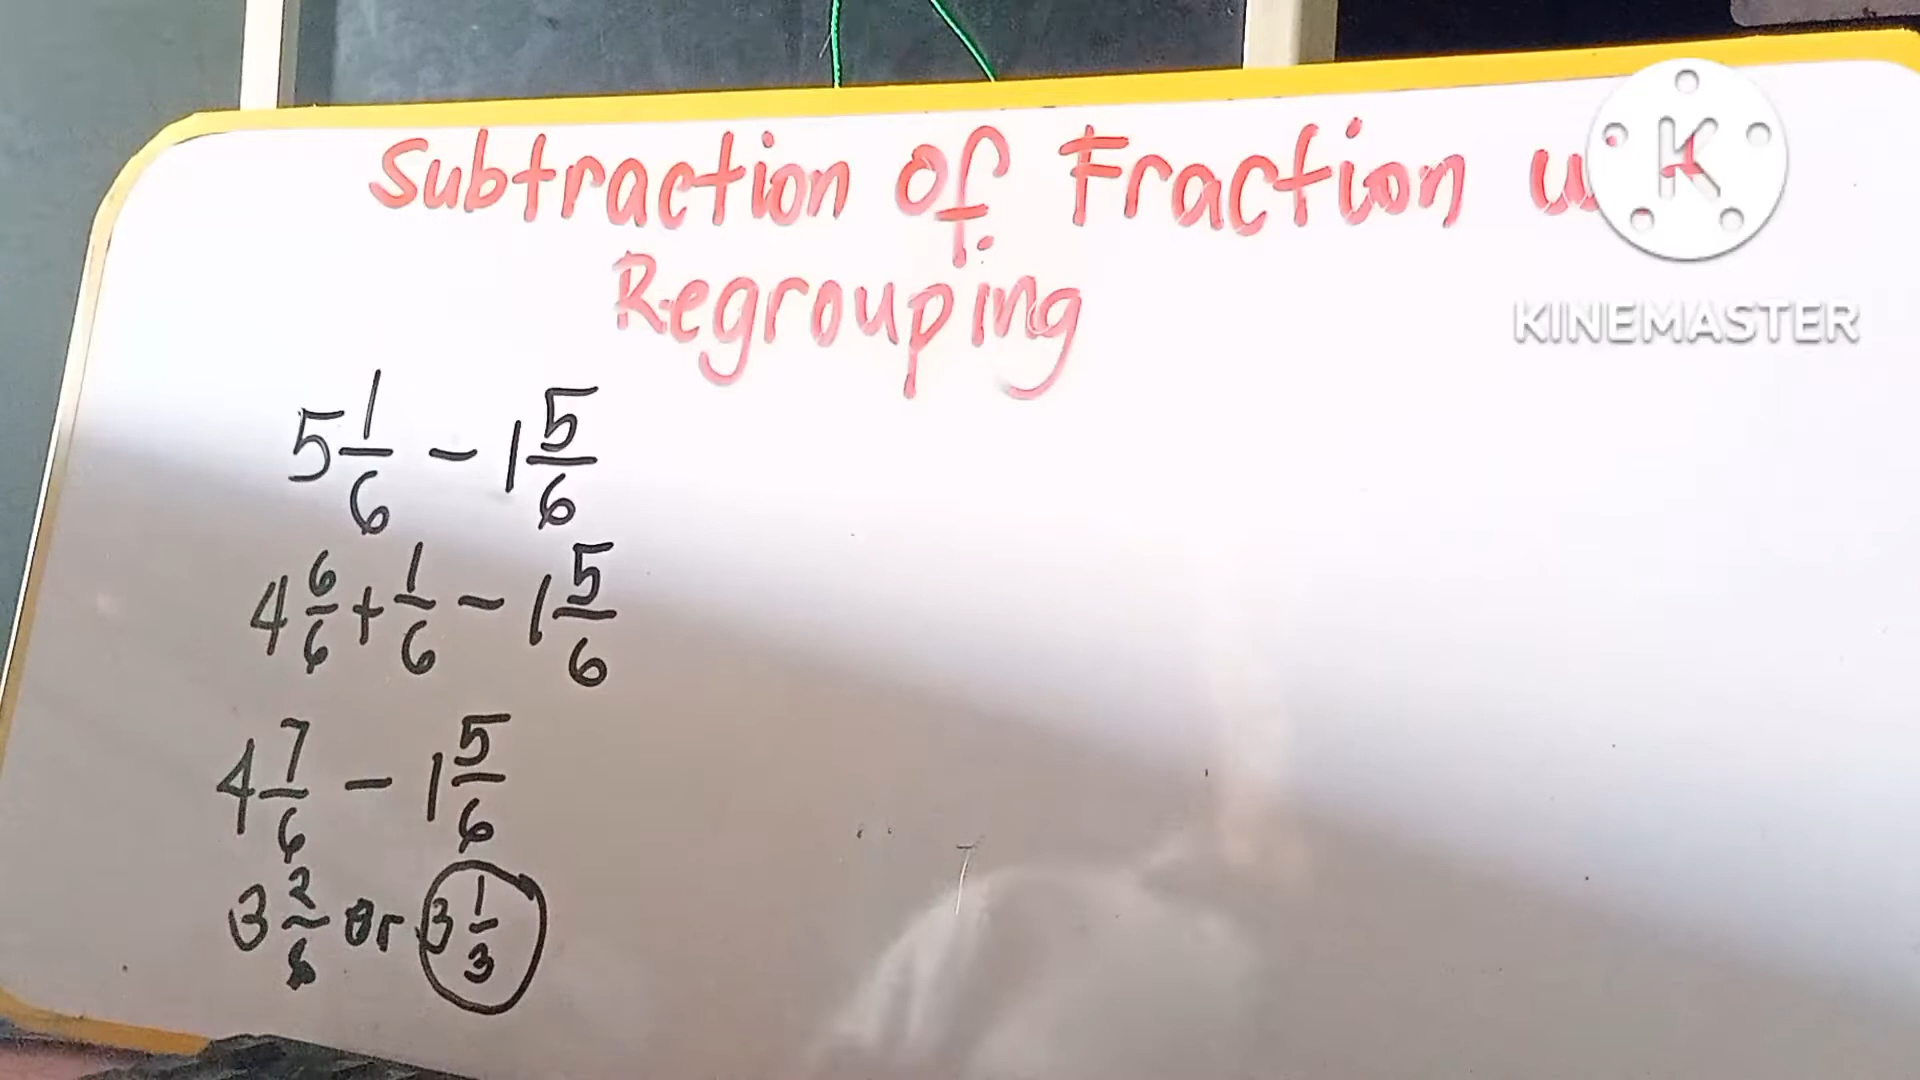 Subtraction of Fraction
Regrouping
KINEMASTER
5 1/6 - 1 5/6
4 6/6 + 1/6 - 1 5/6
4 7/6 - 1 5/6
3 2/6 or 3 1/3